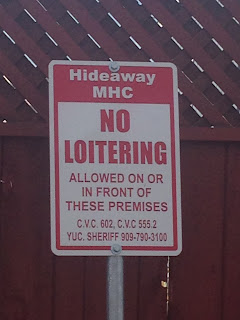 Hideaway
MHC
NO
LOITERING
ALLOWED ON OR
IN FRONT OF
THESE PREMISES
C.V.C. 602, C.V.C 555.2
YUC. SHERIFF 909-790-3100